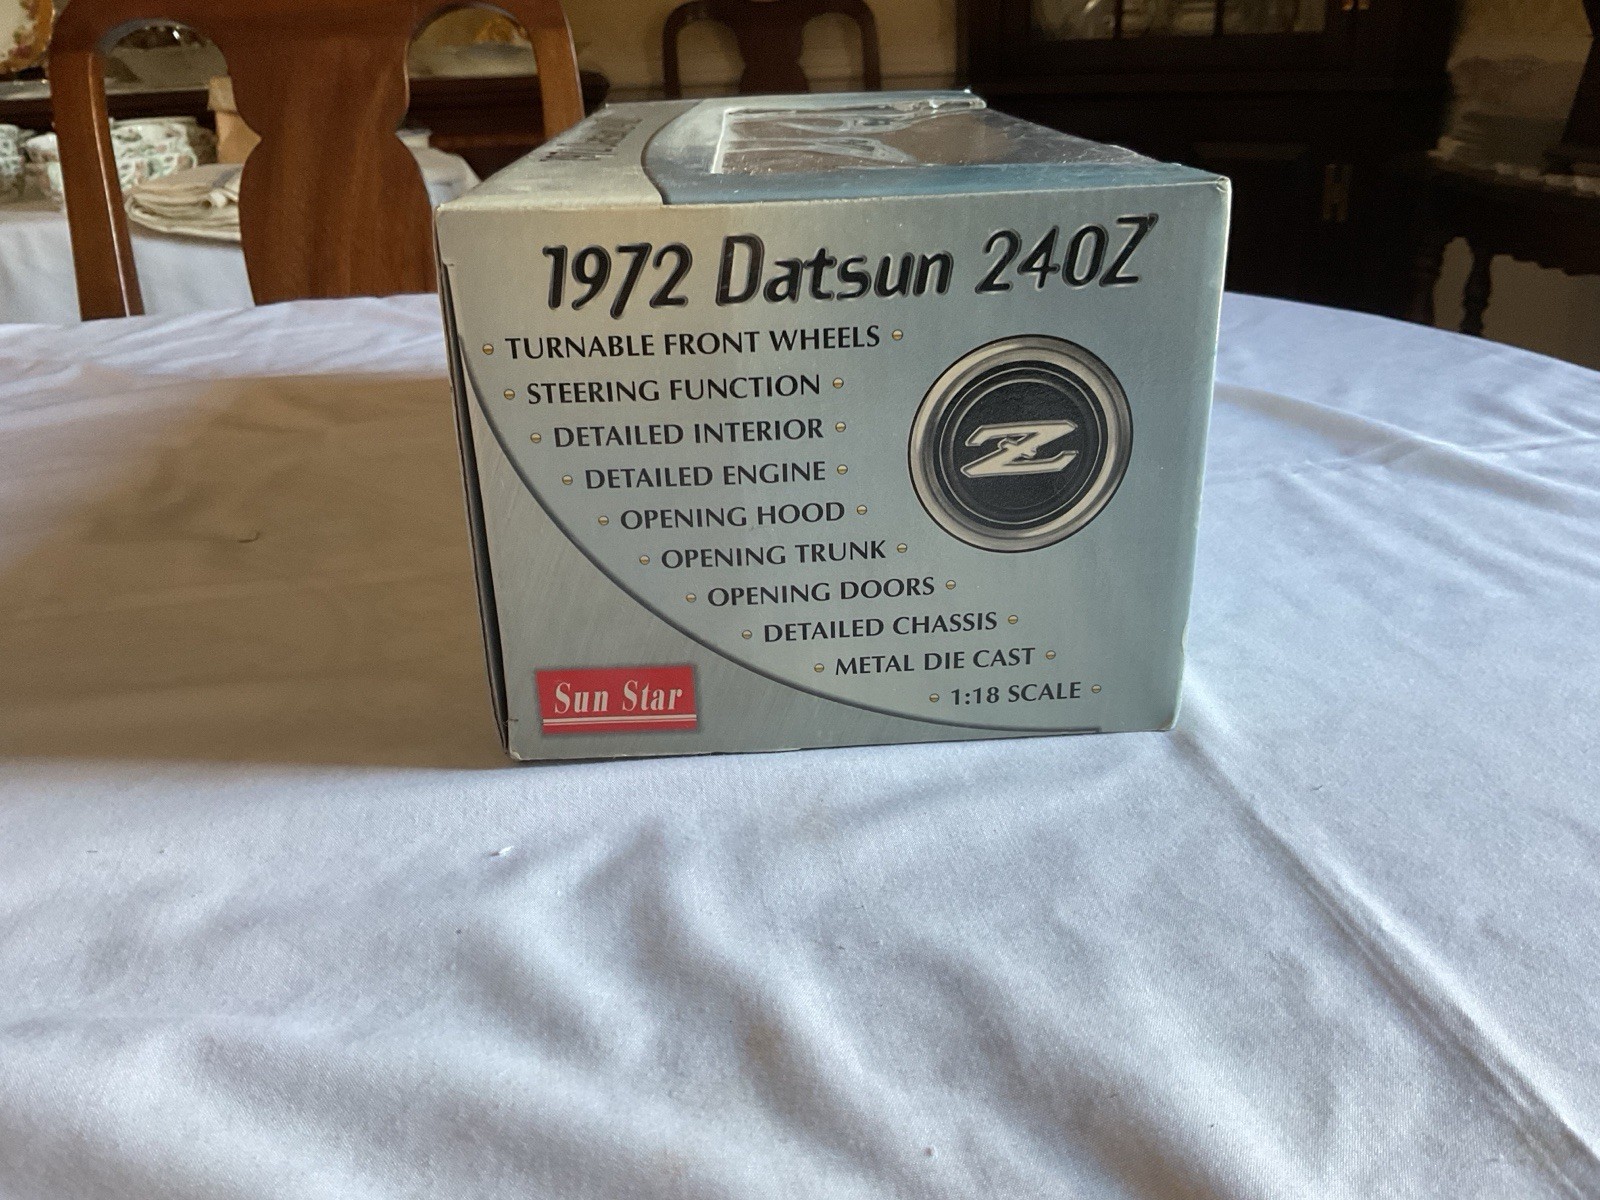 1972 Datsun 240Z
TURNABLE FRONT WHEELS
STEERING FUNCTION
DETAILED INTERIOR
DETAILED ENGINE
OPENING HOOD
OPENING TRUNK
OPENING DOORS
DETAILED CHASSIS
METAL DIE CAST
1:18 SCALE
Z
Sun Star